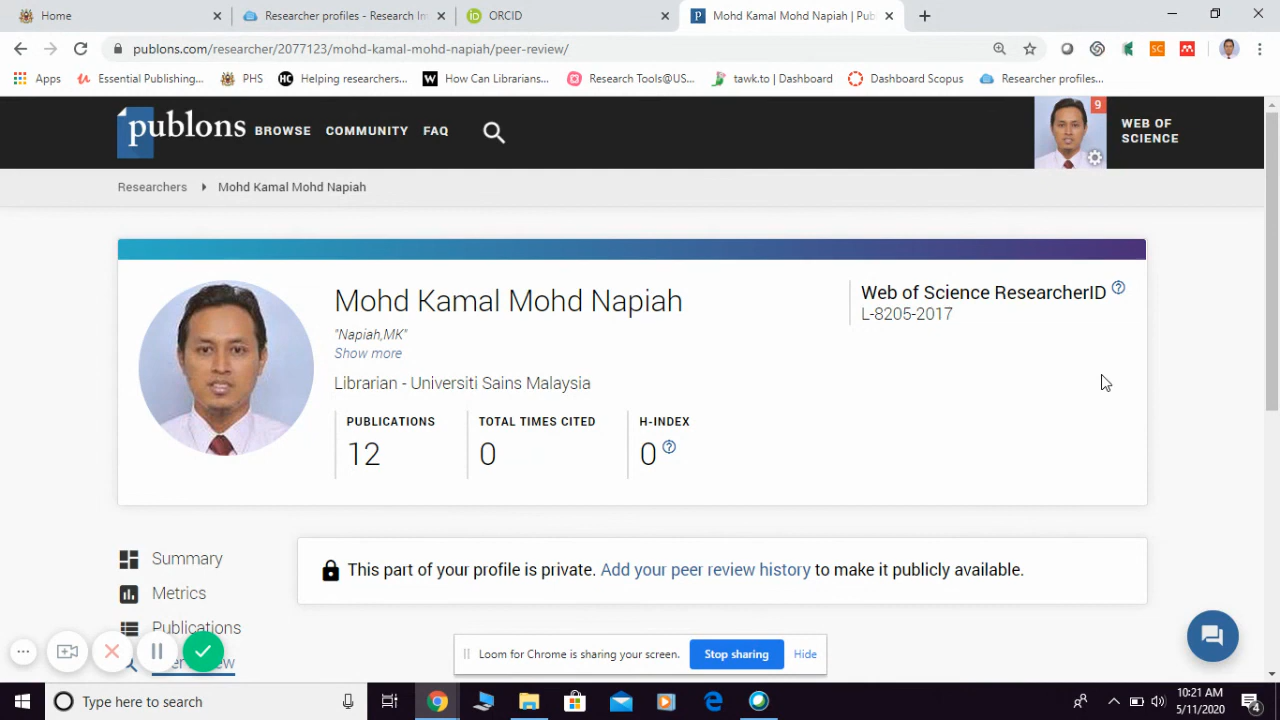 Home
Researcher profiles - Research Im
ORCID
Mohd Kamal Mohd Napiah | Pub
publons.com/researcher/2077123/mohd-kamal-mohd-napiah/peer-review/
SC
Apps
Essential Publishing...
PHS
Helping researchers...
How Can Librarians...
Research Tools@US...
tawk.to | Dashboard
Dashboard Scopus
Researcher profiles...
publons
BROWSE
COMMUNITY
FAQ
9
WEB OF
SCIENCE
Researchers
Mohd Kamal Mohd Napiah
Mohd Kamal Mohd Napiah
"Napiah,MK"
Show more
Librarian - Universiti Sains Malaysia
Web of Science ResearcherID
L-8205-2017
PUBLICATIONS
12
TOTAL TIMES CITED
0
H-INDEX
0
Summary
Metrics
Publications
This part of your profile is private. Add your peer review history to make it publicly available.
Loom for Chrome is sharing your screen.
Stop sharing
Hide
Type here to search
10:21 AM
5/11/2020
4